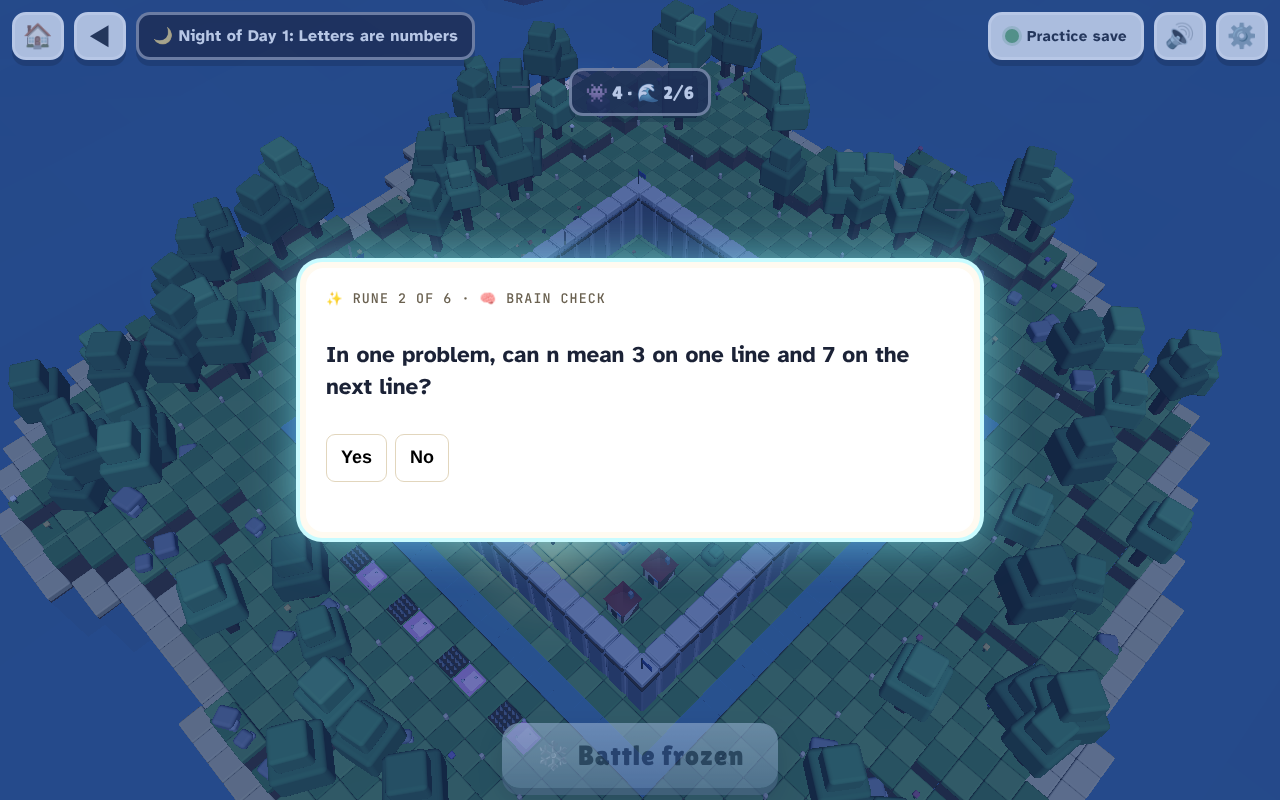 🌙 Night of Day 1: Letters are numbers
Practice save
👾 4 · 🌊 2/6
✨ RUNE 2 OF 6 · 🧠 BRAIN CHECK
In one problem, can n mean 3 on one line and 7 on the
next line?
Yes
No
❄️ Battle frozen